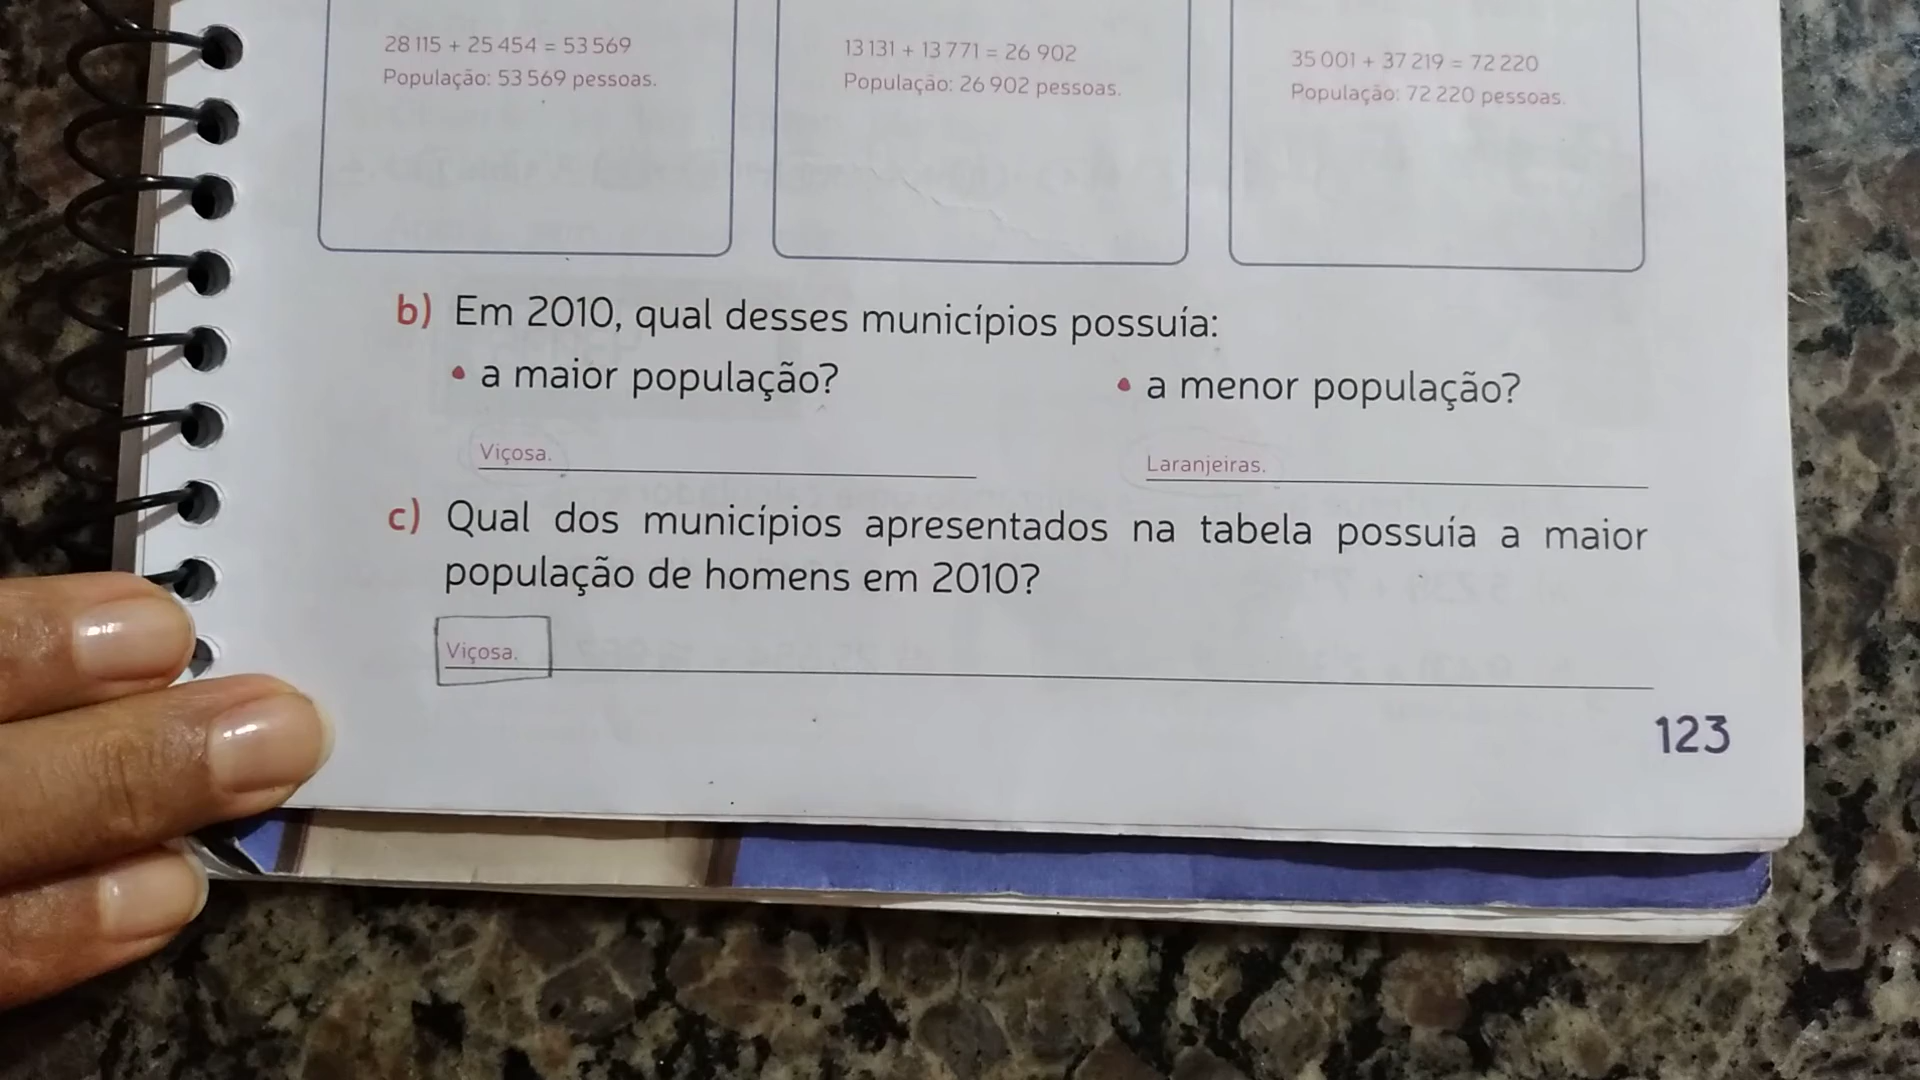 28 115 + 25 454 = 53 569
População: 53 569 pessoas.
13 131 + 13 771 = 26 902
População: 26 902 pessoas.
35 001 + 37 219 = 72 220
População: 72 220 pessoas.
b) Em 2010, qual desses municípios possuía:
• a maior população?
• a menor população?
Viçosa.
Laranjeiras.
c) Qual dos municípios apresentados na tabela possuía a maior
população de homens em 2010?
Viçosa.
123